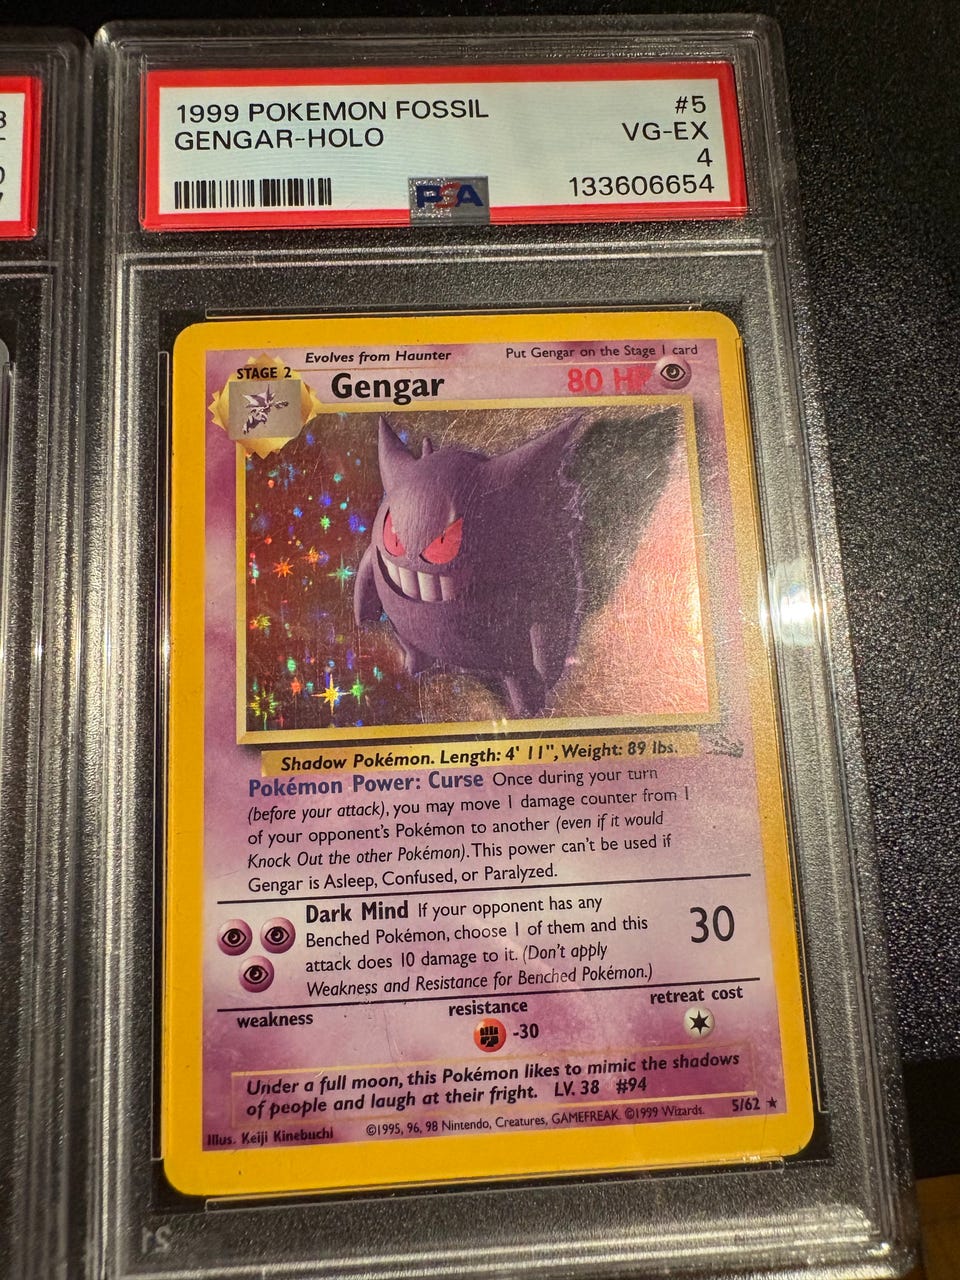 1999 POKEMON FOSSIL #5
GENGAR-HOLO VG-EX
4
PSA 133606654
Evolves from Haunter Put Gengar on the Stage 1 card
STAGE 2 Gengar 80 HP
Shadow Pokémon. Length: 4' 11", Weight: 89 lbs.
Pokémon Power: Curse Once during your turn
(before your attack), you may move 1 damage counter from 1
of your opponent's Pokémon to another (even if it would
Knock Out the other Pokémon). This power can't be used if
Gengar is Asleep, Confused, or Paralyzed.
Dark Mind If your opponent has any
Benched Pokémon, choose 1 of them and this 30
attack does 10 damage to it. (Don't apply
Weakness and Resistance for Benched Pokémon.)
weakness resistance retreat cost
-30
Under a full moon, this Pokémon likes to mimic the shadows
of people and laugh at their fright. LV. 38 #94
Illus. Keiji Kinebuchi ©1995, 96, 98 Nintendo, Creatures, GAMEFREAK. ©1999 Wizards. 5/62 ★